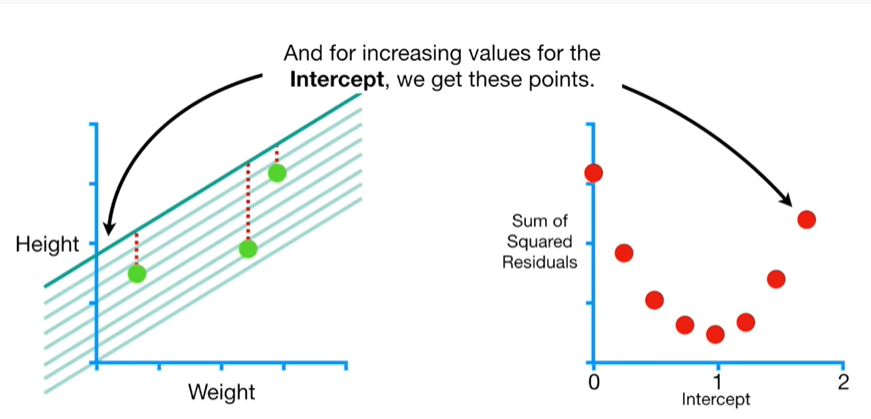 And for increasing values for the
Intercept, we get these points.
Height
Weight
Sum of
Squared
Residuals
0
1
2
Intercept